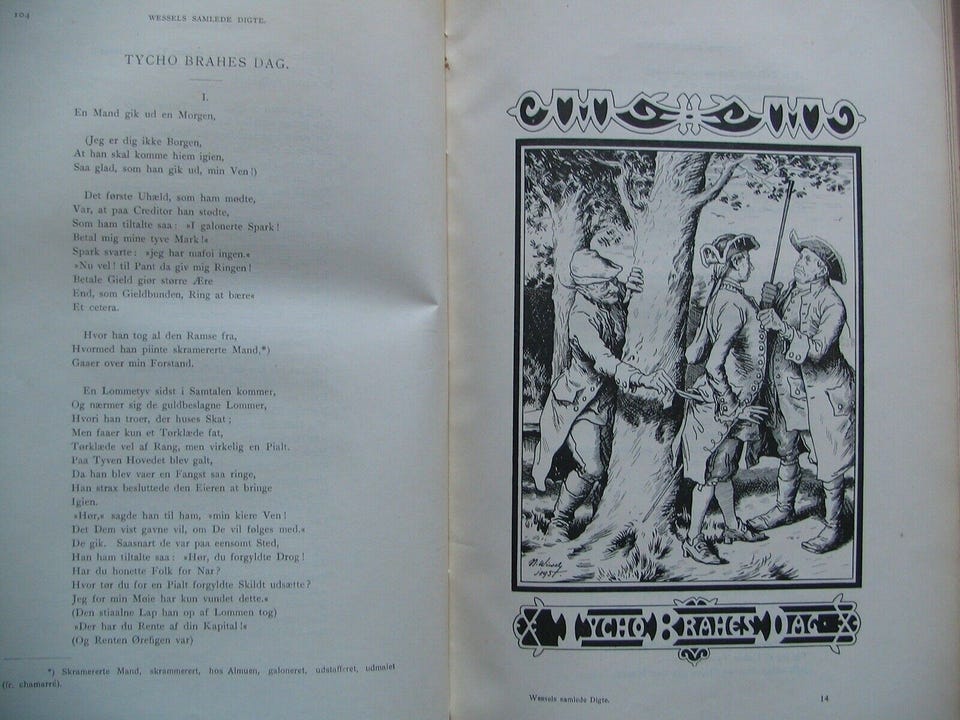 104
WESSELS SAMLEDE DIGTE.
TYCHO BRAHES DAG.
I.
En Mand gik ud en Morgen,
(Jeg er dig ikke Borgen,
At han skal komme hiem igien,
Saa glad, som han gik ud, min Ven!)
Det første Uhæld, som ham mødte,
Var, at paa Creditor han stødte,
Som ham tiltalte saa: »I galonerte Spark!
Betal mig mine tyve Mark!«
Spark svarte: »jeg har mafoi ingen.«
»Nu vel! til Pant da giv mig Ringen!
Betale Gield giør større Ære
End, som Gieldbunden, Ring at bære«
Et cetera.
Hvor han tog al den Ramse fra,
Hvormed han piinte skramererte Mand,*)
Gaaer over min Forstand.
En Lommetyv sidst i Samtalen kommer,
Og nærmer sig de guldbeslagne Lommer,
Hvori han troer, der huses Skat;
Men faaer kun et Tørklæde fat,
Tørklæde vel af Rang, men virkelig en Pialt.
Paa Tyven Hovedet blev galt,
Da han blev vaer en Fangst saa ringe,
Han strax besluttede den Eieren at bringe
Igien.
»Hør,« sagde han til ham, »min kiere Ven!
Det Dem vist gavne vil, om De vil følges med.«
De gik. Saasnart de var paa eensomt Sted,
Han ham tiltalte saa: »Hør, du forgyldte Drog!
Har du honette Folk for Nar?
Hvor tør du for en Pialt forgyldte Skildt udsætte?
Jeg for min Møie har kun vundet dette.«
(Den stiaalne Lap han op af Lommen tog)
»Der har du Rente af din Kapital!«
(Og Renten Ørefigen var)
*) Skramererte Mand, skrammerert, hos Almuen, galoneret, udstafferet, udmalet
(fr. chamarré).
1895
TYCHO BRAHES DAG
Wessels samlede Digte.
14